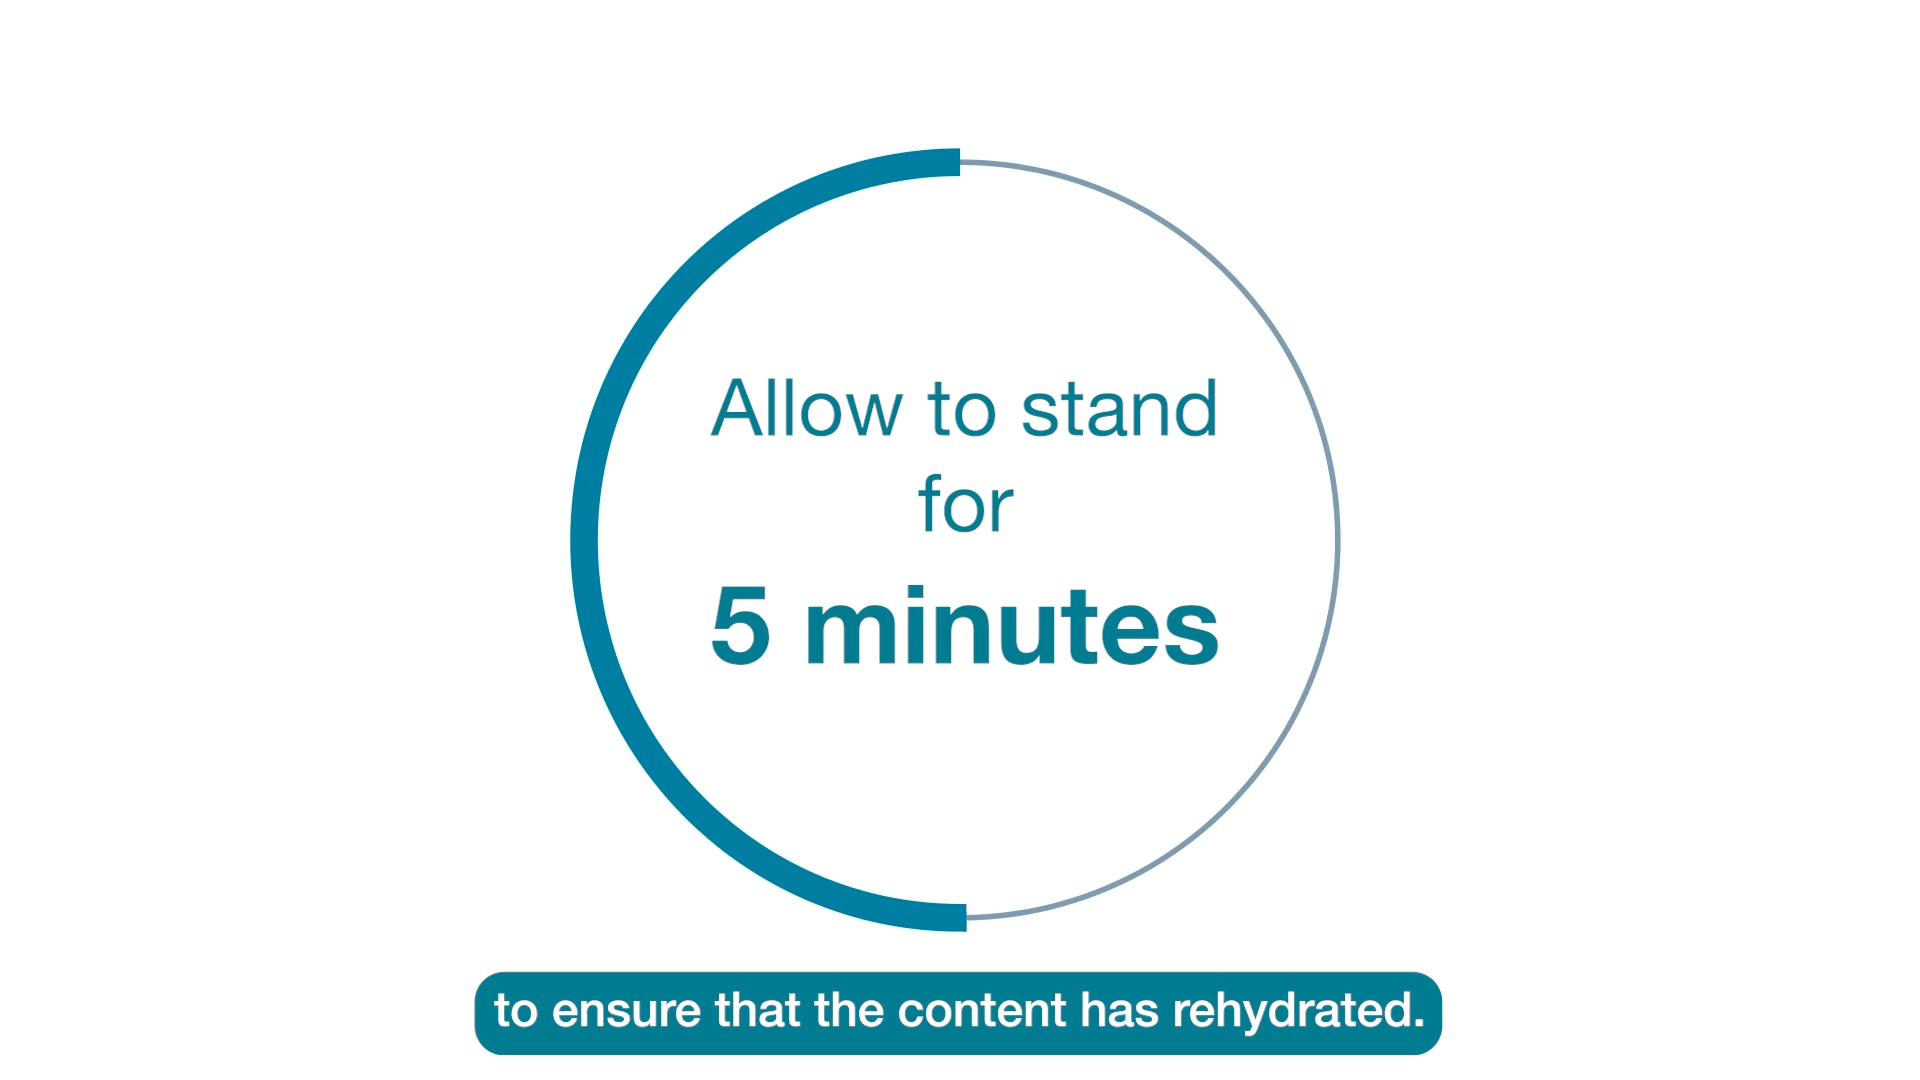 Allow to stand
for
5 minutes
to ensure that the content has rehydrated.